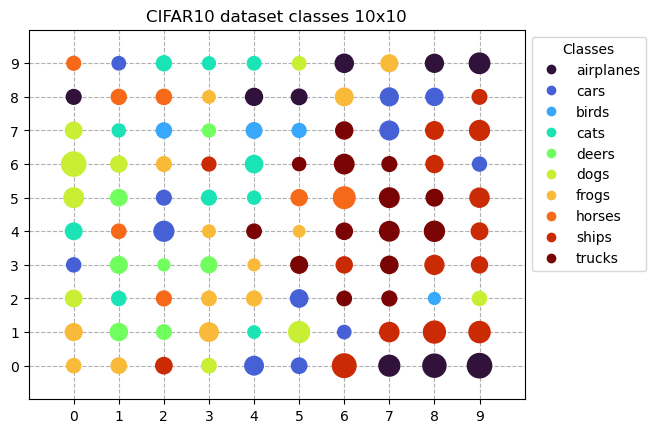 CIFAR10 dataset classes 10x10
9
8
7
6
5
4
3
2
1
0
0 1 2 3 4 5 6 7 8 9
Classes
airplanes
cars
birds
cats
deers
dogs
frogs
horses
ships
trucks